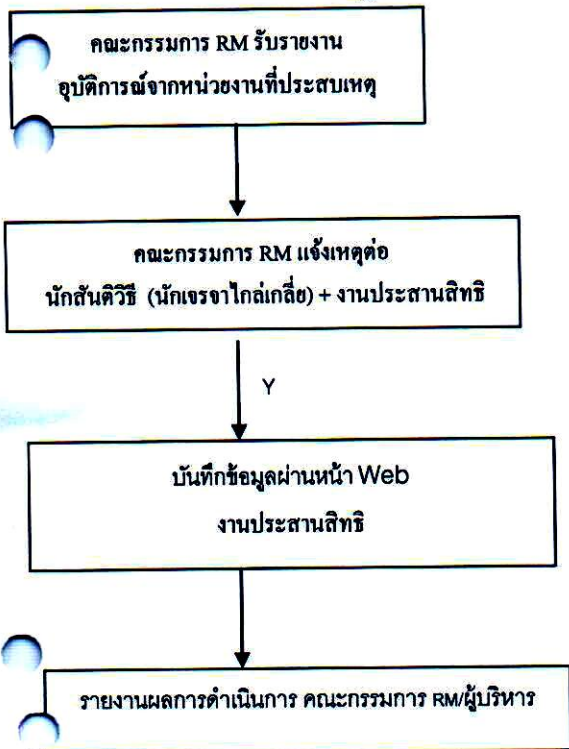 คณะกรรมการ RM รับรายงาน
อุบัติการณ์จากหน่วยงานที่ประสบเหตุ
คณะกรรมการ RM แจ้งเหตุต่อ
นักสันติวิธี (นักเจรจาไกล่เกลี่ย) + งานประสานสิทธิ
Y
บันทึกข้อมูลผ่านหน้า Web
งานประสานสิทธิ
รายงานผลการดำเนินการ คณะกรรมการ RM/ผู้บริหาร